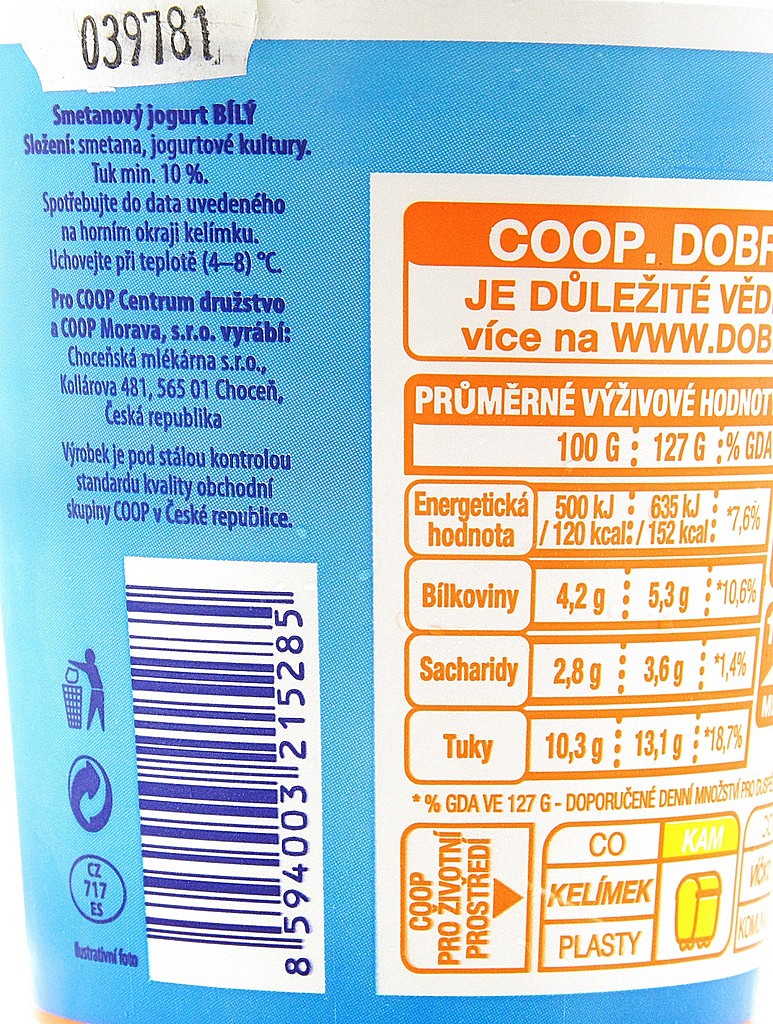 039781
Smetanový jogurt BÍLÝ
Složení: smetana, jogurtové kultury.
Tuk min. 10 %.
Spotřebujte do data uvedeného
na horním okraji kelímku.
Uchovejte při teplotě (4–8) °C.
Pro COOP Centrum družstvo
a COOP Morava, s.r.o. vyrábí:
Choceňská mlékárna s.r.o.,
Kollárova 481, 565 01 Choceň,
Česká republika
Výrobek je pod stálou kontrolou
standardu kvality obchodní
skupiny COOP v České republice.
8 594003 215285
CZ
717
ES
Ilustrativní foto
COOP. DOBR
JE DŮLEŽITÉ VĚD
více na WWW.DOB
PRŮMĚRNÉ VÝŽIVOVÉ HODNOT
100 G 127 G % GDA
Energetická hodnota 500 kJ / 120 kcal 635 kJ / 152 kcal *7,6%
Bílkoviny 4,2 g 5,3 g *10,6%
Sacharidy 2,8 g 3,6 g *1,4%
Tuky 10,3 g 13,1 g *18,7%
* % GDA VE 127 G - DOPORUČENÉ DENNÍ MNOŽSTVÍ PRO DOSPĚ
COOP
PRO ŽIVOTNÍ
PROSTŘEDÍ
CO KAM
KELÍMEK
PLASTY
VÍČKO